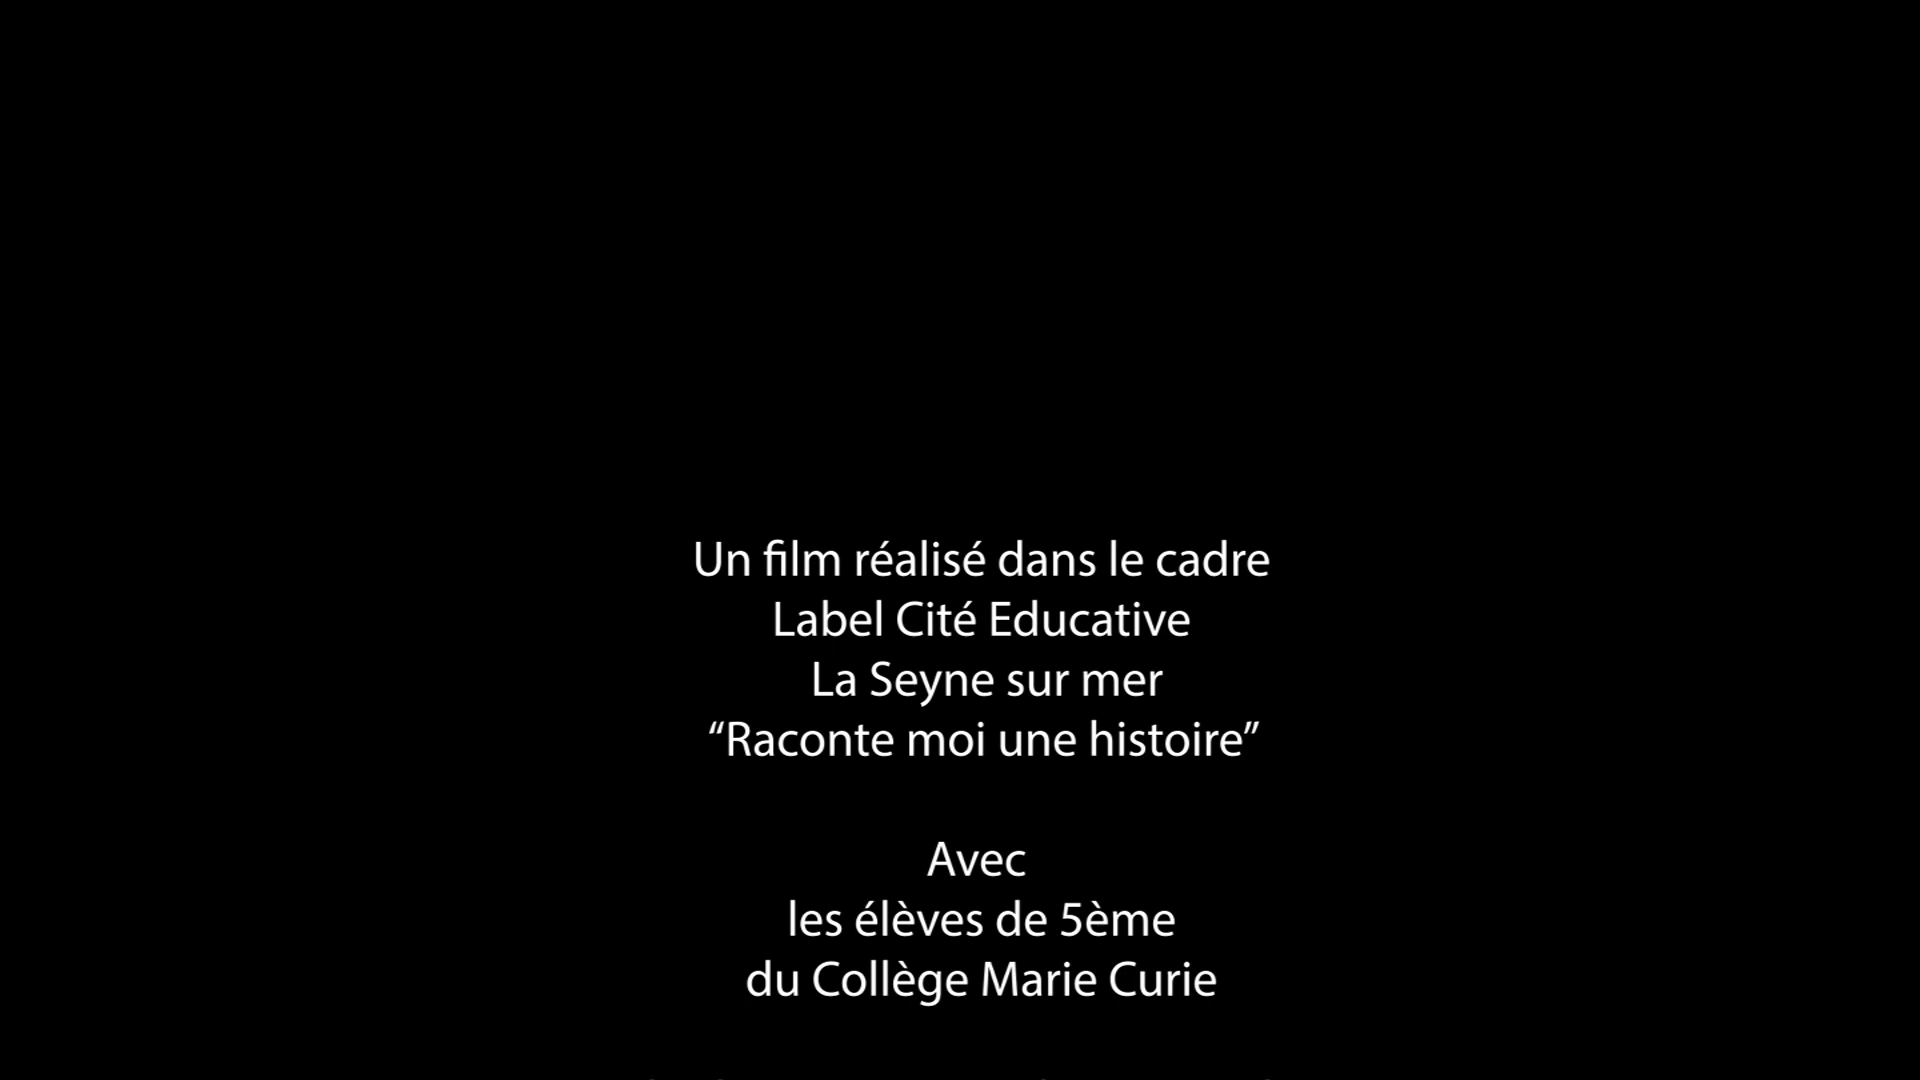 Un film réalisé dans le cadre
Label Cité Educative
La Seyne sur mer
“Raconte moi une histoire”
Avec
les élèves de 5ème
du Collège Marie Curie